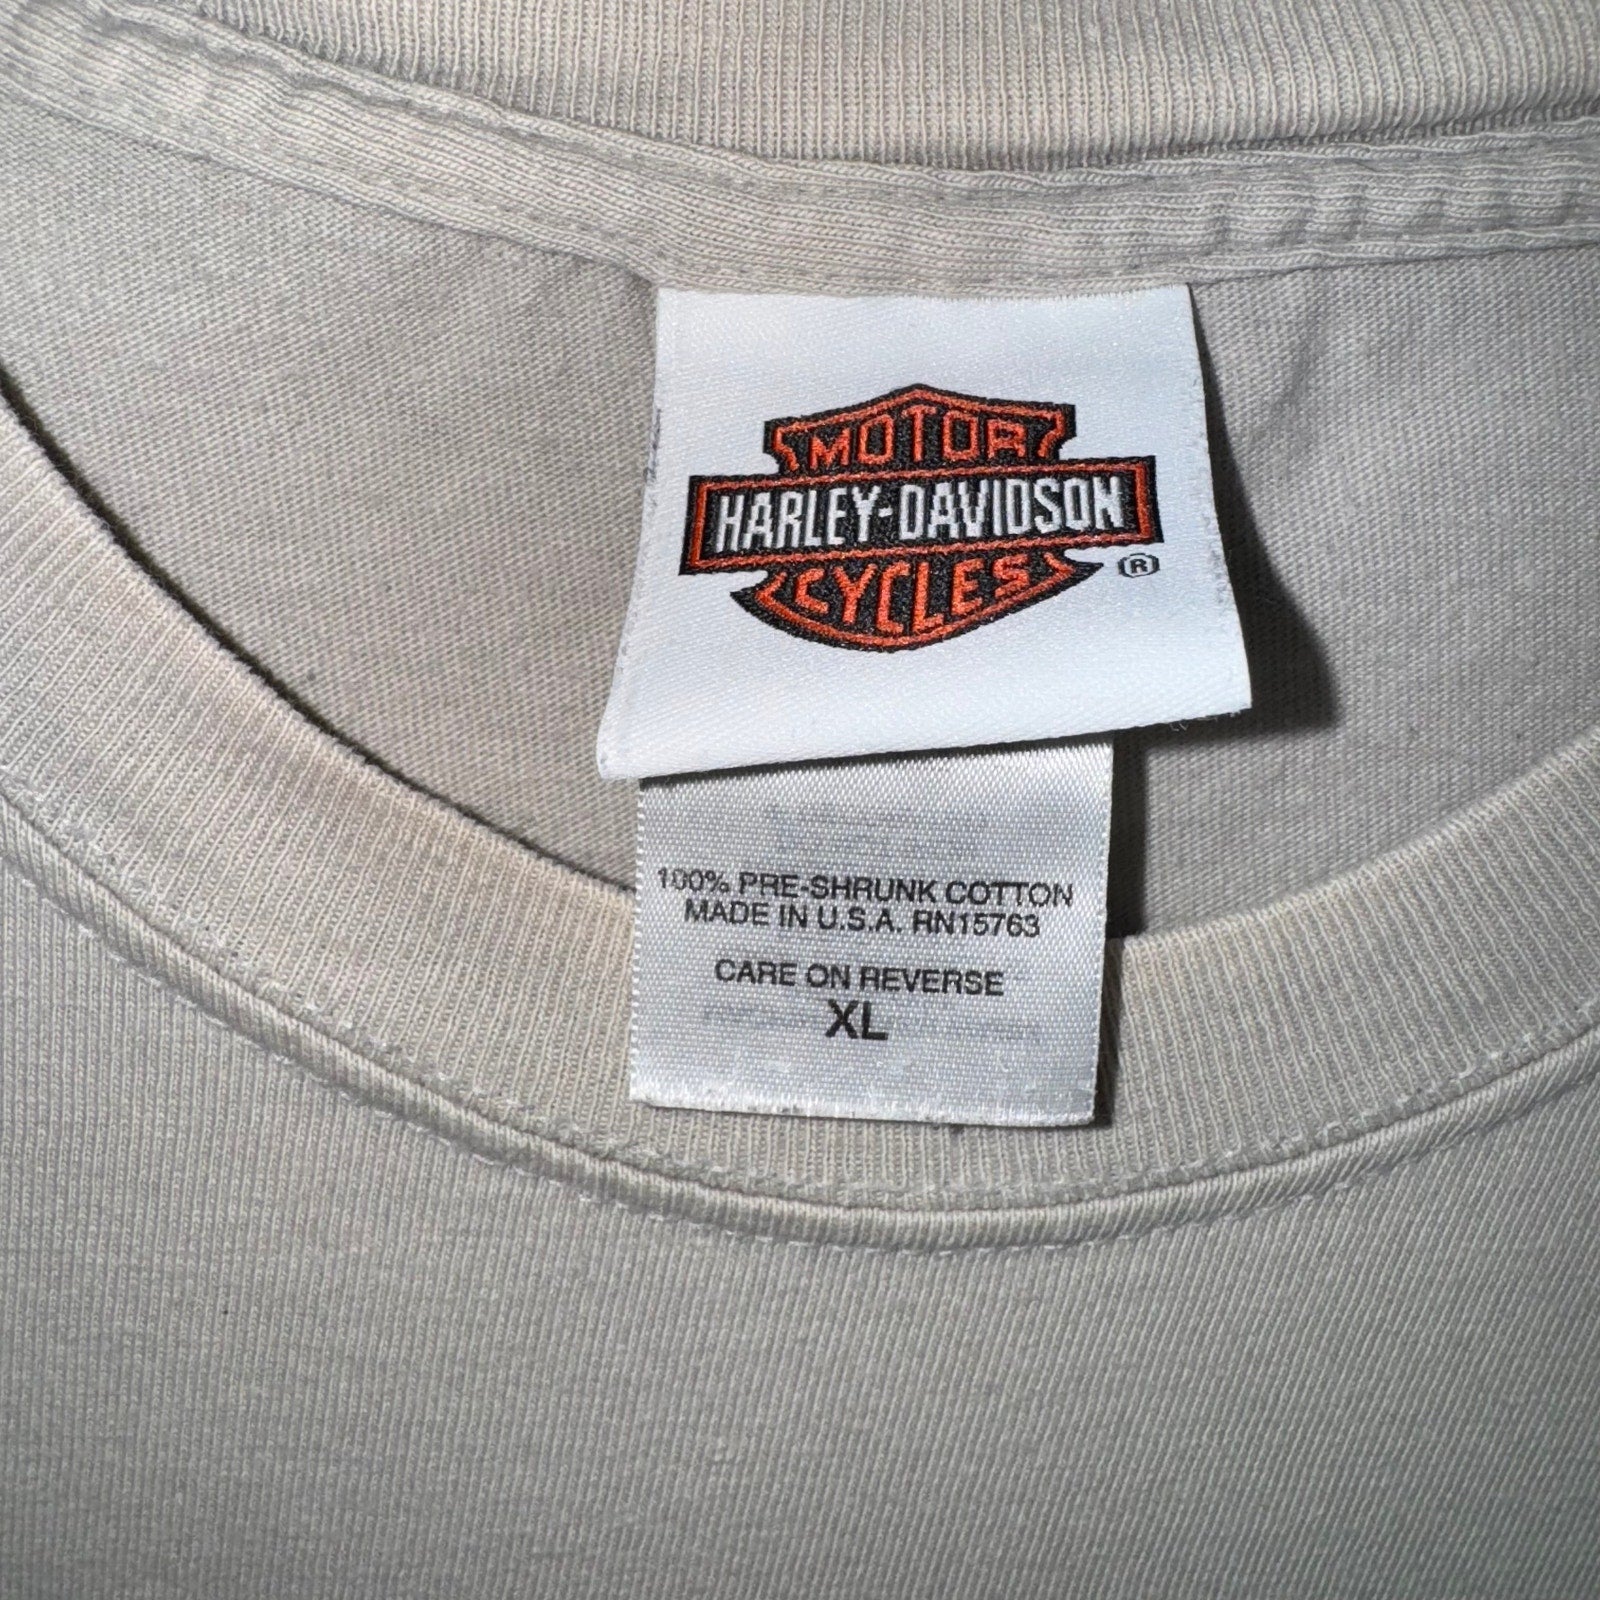 MOTOR
HARLEY-DAVIDSON
CYCLES
®
100% PRE-SHRUNK COTTON
MADE IN U.S.A. RN15763
CARE ON REVERSE
XL